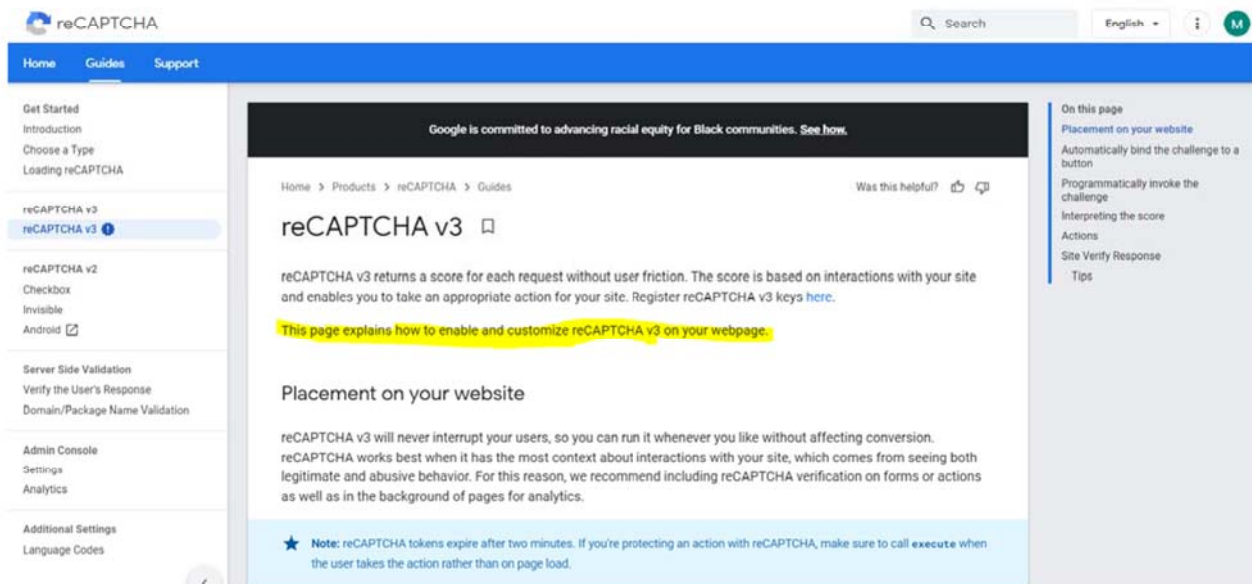 reCAPTCHA
Search
English
M
Home Guides Support
Get Started
Introduction
Choose a Type
Loading reCAPTCHA
reCAPTCHA v3
reCAPTCHA v3
reCAPTCHA v2
Checkbox
Invisible
Android
Server Side Validation
Verify the User's Response
Domain/Package Name Validation
Admin Console
Settings
Analytics
Additional Settings
Language Codes
Google is committed to advancing racial equity for Black communities. See how.
Home > Products > reCAPTCHA > Guides
Was this helpful?
reCAPTCHA v3
reCAPTCHA v3 returns a score for each request without user friction. The score is based on interactions with your site
and enables you to take an appropriate action for your site. Register reCAPTCHA v3 keys here.
This page explains how to enable and customize reCAPTCHA v3 on your webpage.
Placement on your website
reCAPTCHA v3 will never interrupt your users, so you can run it whenever you like without affecting conversion.
reCAPTCHA works best when it has the most context about interactions with your site, which comes from seeing both
legitimate and abusive behavior. For this reason, we recommend including reCAPTCHA verification on forms or actions
as well as in the background of pages for analytics.
Note: reCAPTCHA tokens expire after two minutes. If you're protecting an action with reCAPTCHA, make sure to call execute when
the user takes the action rather than on page load.
On this page
Placement on your website
Automatically bind the challenge to a
button
Programmatically invoke the
challenge
Interpreting the score
Actions
Site Verify Response
Tips